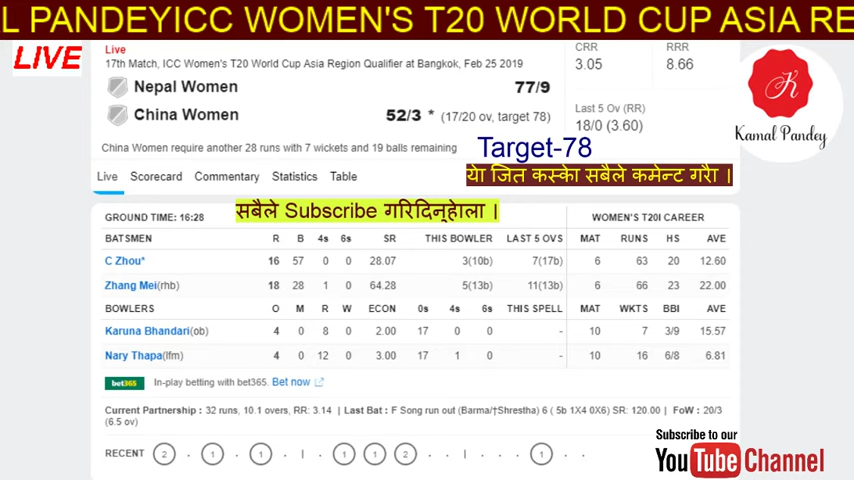 L PANDEYICC WOMEN'S T20 WORLD CUP ASIA RE
LIVE
Live
17th Match, ICC Women's T20 World Cup Asia Region Qualifier at Bangkok, Feb 25 2019
Nepal Women 77/9
China Women 52/3 * (17/20 ov, target 78)
China Women require another 28 runs with 7 wickets and 19 balls remaining
CRR RRR
3.05 8.66
Last 5 Ov (RR)
18/0 (3.60)
K
Kamal Pandey
Target-78
Live Scorecard Commentary Statistics Table
यो जित कस्को सबैले कमेन्ट गरौ ।
सबैले Subscribe गरिदिनुहोला ।
GROUND TIME: 16:28 WOMEN'S T20I CAREER
BATSMEN R B 4s 6s SR THIS BOWLER LAST 5 OVS MAT RUNS HS AVE
C Zhou* 16 57 0 0 28.07 3(10b) 7(17b) 6 63 20 12.60
Zhang Mei(rhb) 18 28 1 0 64.28 5(13b) 11(13b) 6 66 23 22.00
BOWLERS O M R W ECON 0s 4s 6s THIS SPELL MAT WKTS BBI AVE
Karuna Bhandari(ob) 4 0 8 0 2.00 17 0 0 - 10 7 3/9 15.57
Nary Thapa(lfm) 4 0 12 0 3.00 17 1 0 - 10 16 6/8 6.81
bet365 In-play betting with bet365. Bet now
Current Partnership : 32 runs, 10.1 overs, RR: 3.14 | Last Bat : F Song run out (Barma/†Shrestha) 6 ( 5b 1X4 0X6) SR: 120.00 | FoW : 20/3
(6.5 ov)
RECENT 2 . 1 . 1 . | . 1 1 2 . . | . . . 1 . .
Subscribe to our
YouTube Channel